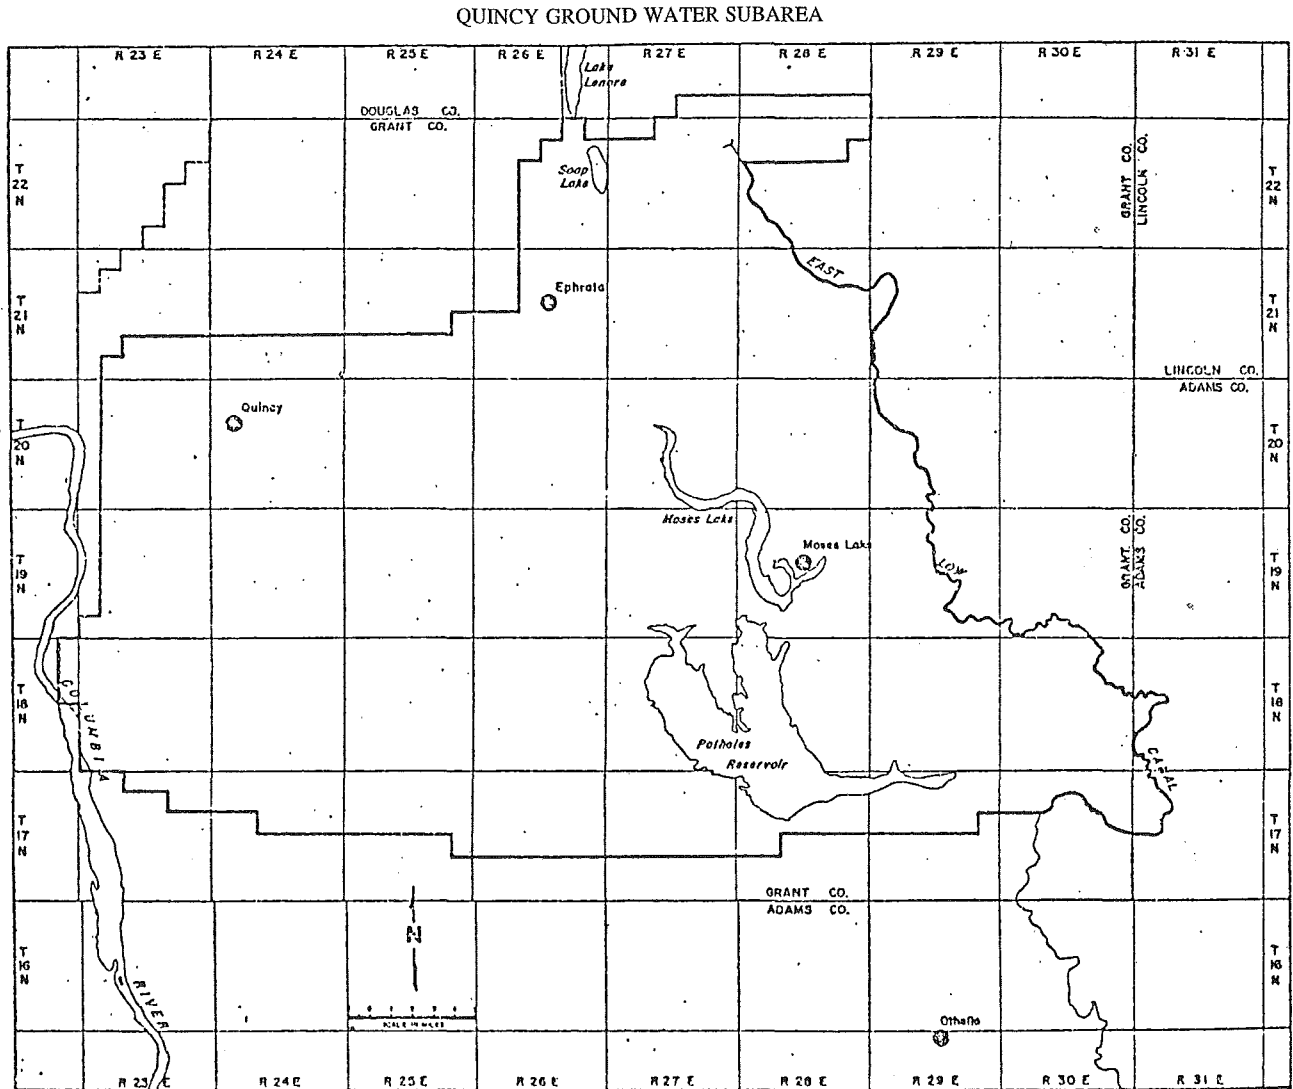 QUINCY GROUND WATER SUBAREA
R 23 E R 24 E R 25 E R 26 E R 27 E R 28 E R 29 E R 30 E R 31 E
Lake
Lenore
DOUGLAS CO.
GRANT CO.
GRANT CO.
LINCOLN CO.
T
22
N
Soap
Lake
T
22
N
EAST
Ephrata
T
21
N
T
21
N
LINCOLN CO.
ADAMS CO.
Quincy
T
20
N
T
20
N
Moses Lake
GRANT CO.
ADAMS CO.
Moses Lake
T
19
N
LOW
T
19
N
T
18
N
COLUMBIA
T
18
N
Potholes
Reservoir
CANAL
T
17
N
T
17
N
GRANT CO.
ADAMS CO.
N
T
16
N
T
16
N
RIVER
SCALE IN MILES
Othello
R 23 E R 24 E R 25 E R 26 E R 27 E R 28 E R 29 E R 30 E R 31 E